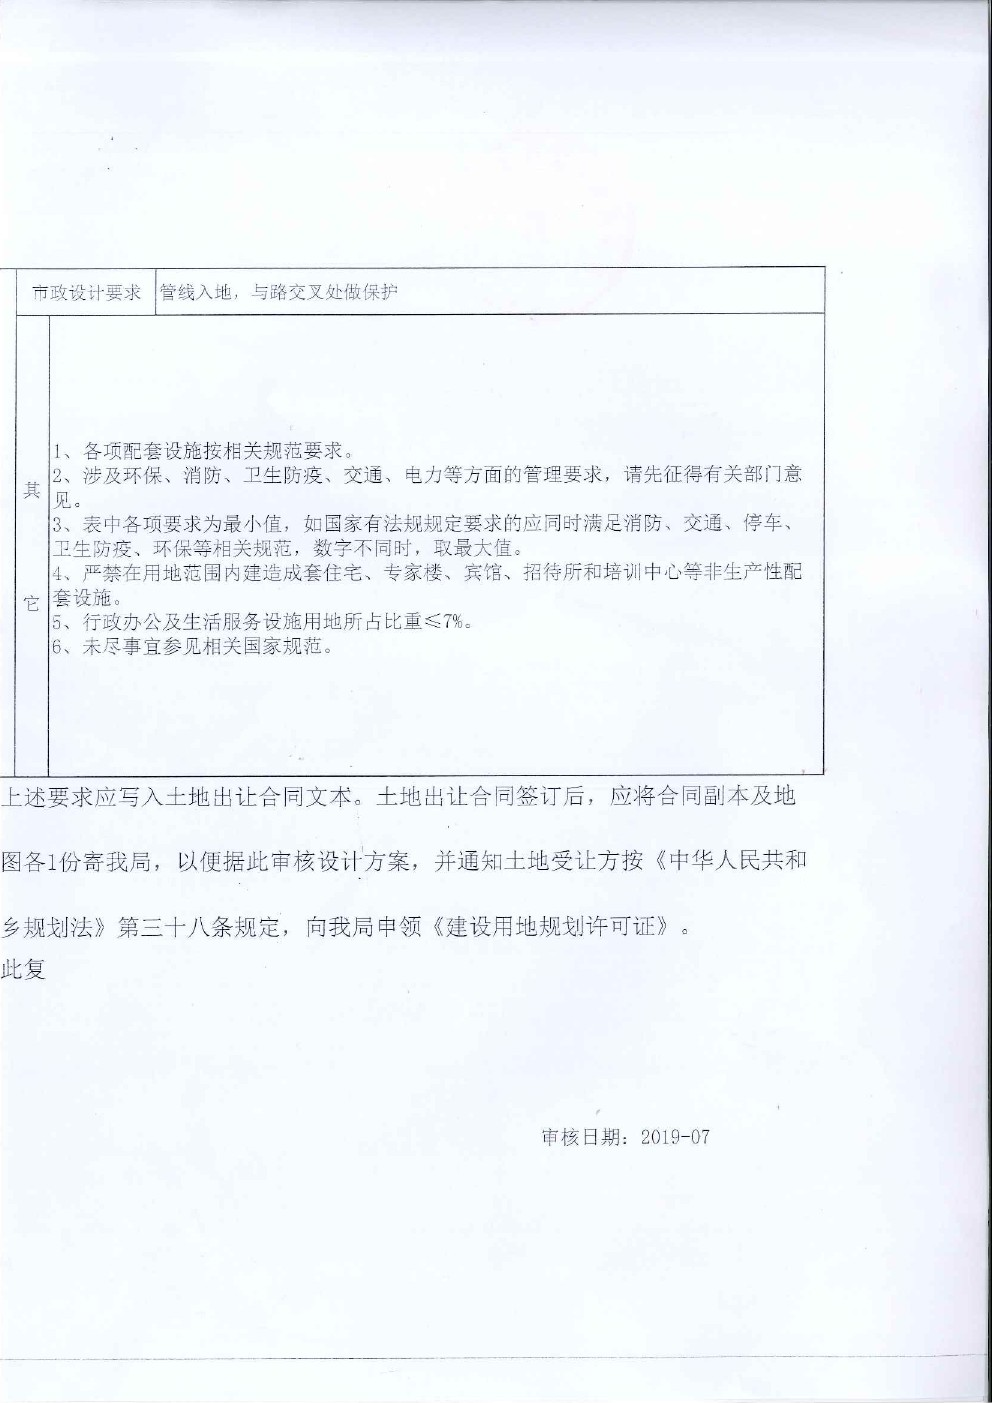 市政设计要求 管线入地，与路交叉处做保护
其
它
1、各项配套设施按相关规范要求。
2、涉及环保、消防、卫生防疫、交通、电力等方面的管理要求，请先征得有关部门意
见。
3、表中各项要求为最小值，如国家有法规规定要求的应同时满足消防、交通、停车、
卫生防疫、环保等相关规范，数字不同时，取最大值。
4、严禁在用地范围内建造成套住宅、专家楼、宾馆、招待所和培训中心等非生产性配
套设施。
5、行政办公及生活服务设施用地所占比重≤7%。
6、未尽事宜参见相关国家规范。
上述要求应写入土地出让合同文本。土地出让合同签订后，应将合同副本及地
图各1份寄我局，以便据此审核设计方案，并通知土地受让方按《中华人民共和
乡规划法》第三十八条规定，向我局申领《建设用地规划许可证》。
此复
审核日期：2019-07